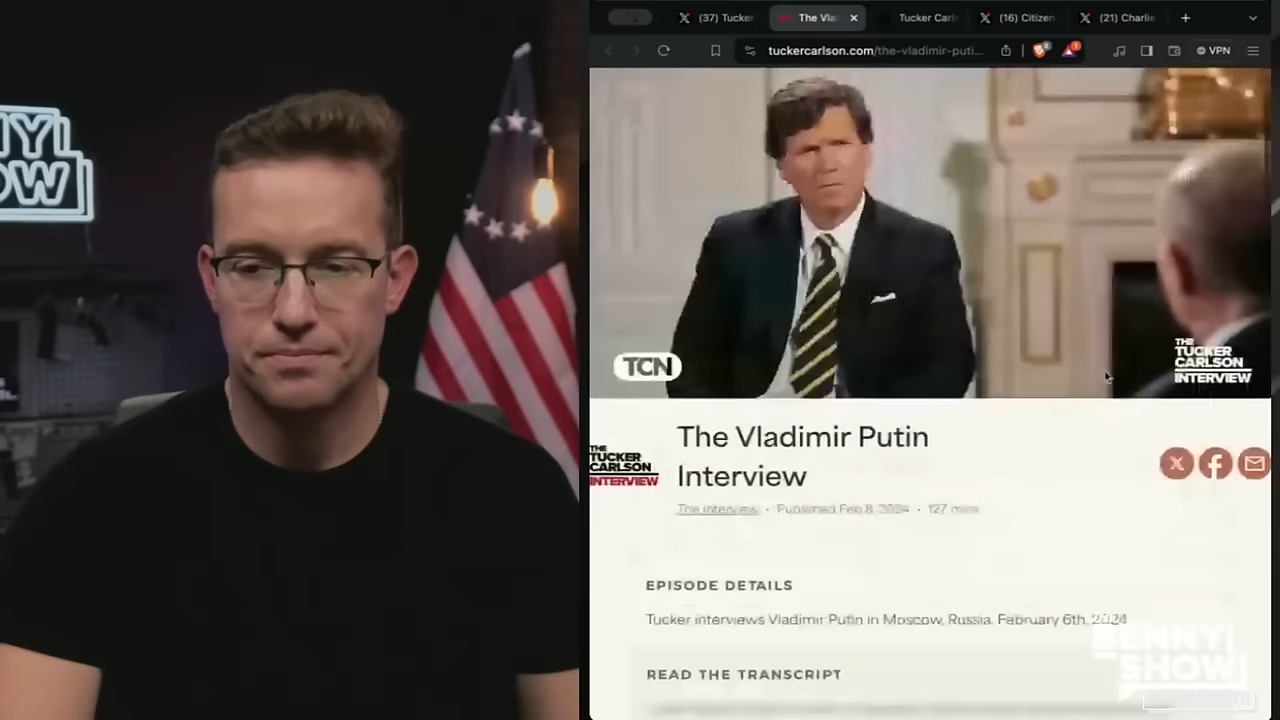 NY!
OW
(37) Tucker
The Vla
Tucker Carl
(16) Citizen
(21) Charlie
tuckercarlson.com/the-vladimir-puti...
VPN
TCN
THE
TUCKER
CARLSON
INTERVIEW
THE
TUCKER
CARLSON
INTERVIEW
The Vladimir Putin
Interview
The Interview • Published Feb 8, 2024 • 127 mins
EPISODE DETAILS
Tucker interviews Vladimir Putin in Moscow, Russia. February 6th, 2024
READ THE TRANSCRIPT
BENNY!
SHOW